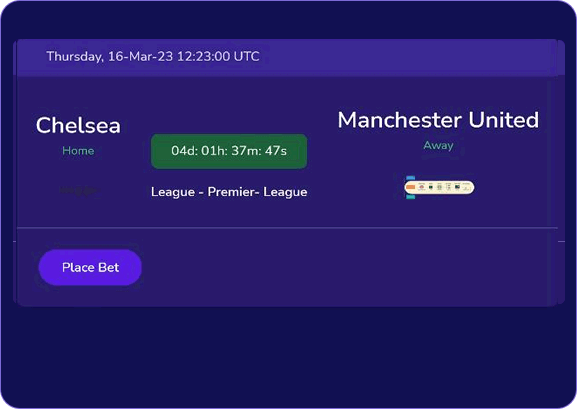 Thursday, 16-Mar-23 12:23:00 UTC
Chelsea
Home
Manchester United
Away
04d: 01h: 37m: 47s
League - Premier- League
Place Bet